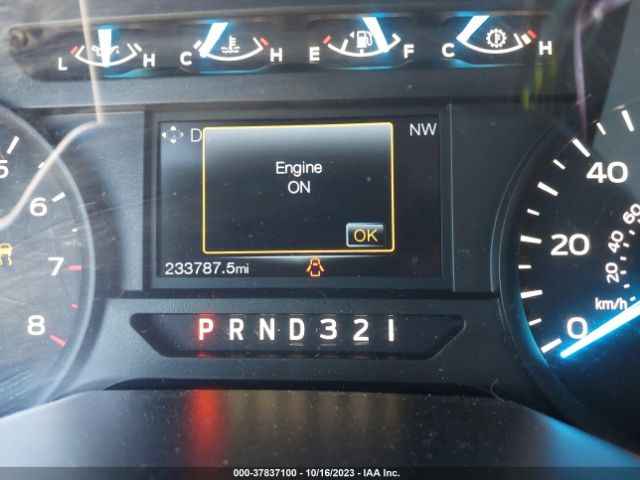 L H C H E F C H
D
NW
Engine
ON
OK
233787.5mi
5
6
7
8
P R N D 3 2 1
40
20
0
60
40
20
km/h
000-37837100 - 10/16/2023 - IAA Inc.